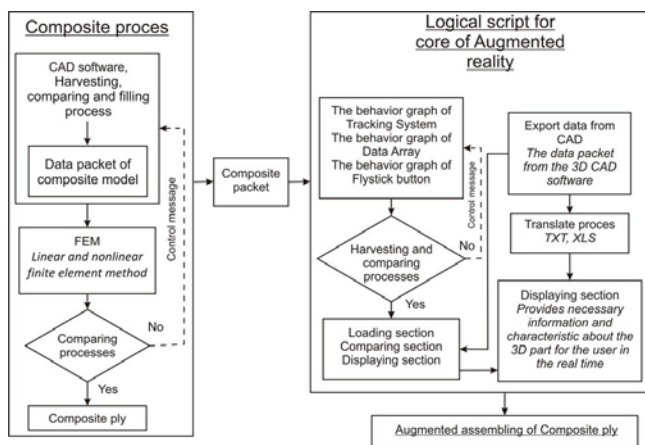 Composite proces
CAD software,
Harvesting,
comparing and filling
process
Data packet of
composite model
FEM
Linear and nonlinear
finite element method
Comparing
processes
No
Yes
Composite ply
Control message
Composite
packet
Logical script for
core of Augmented
reality
The behavior graph of
Tracking System
The behavior graph of
Data Array
The behavior graph of
Flystick button
Control message
Harvesting and
comparing
processes
No
Yes
Loading section
Comparing section
Displaying section
Export data from
CAD
The data packet
from the 3D CAD
software
Translate proces
TXT, XLS
Displaying section
Provides necessary
information and
characteristic about the
3D part for the user in
the real time
Augmented assembling of Composite ply